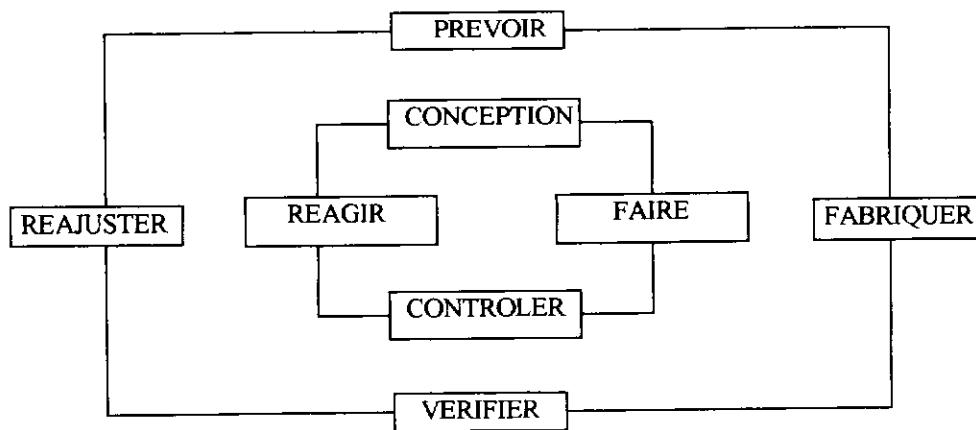 PREVOIR
CONCEPTION
REAJUSTER
REAGIR
FAIRE
FABRIQUER
CONTROLER
VERIFIER